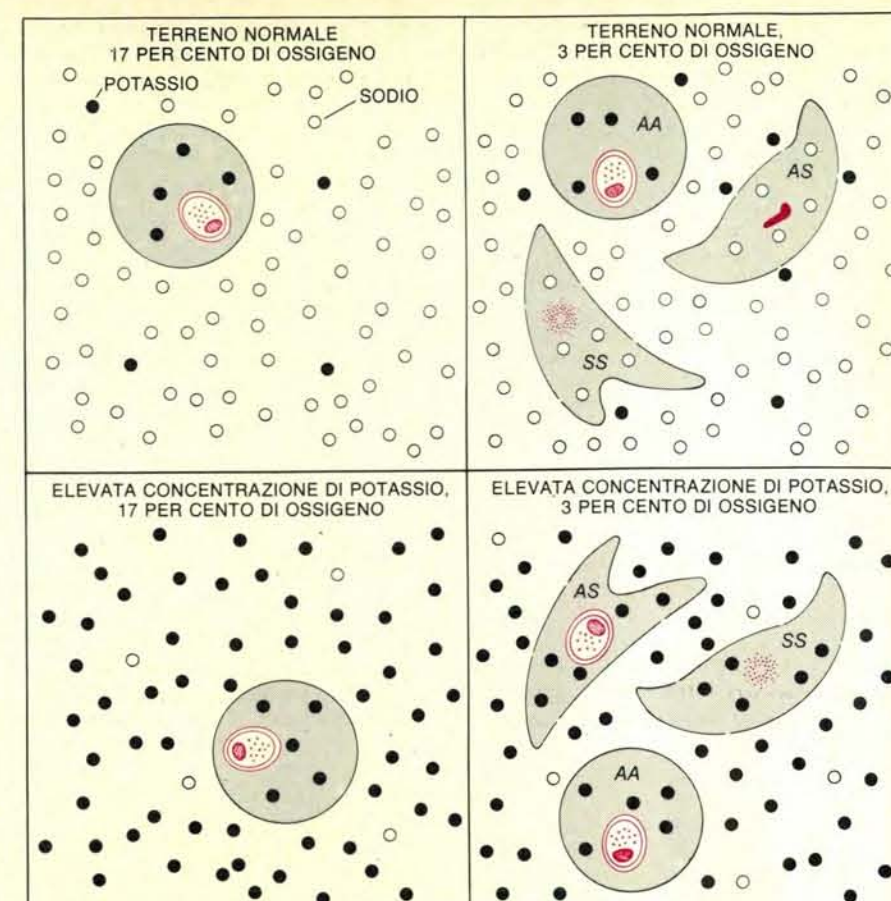 TERRENO NORMALE
17 PER CENTO DI OSSIGENO
POTASSIO
SODIO
TERRENO NORMALE,
3 PER CENTO DI OSSIGENO
AA
AS
SS
ELEVATA CONCENTRAZIONE DI POTASSIO,
17 PER CENTO DI OSSIGENO
ELEVATA CONCENTRAZIONE DI POTASSIO,
3 PER CENTO DI OSSIGENO
AS
SS
AA